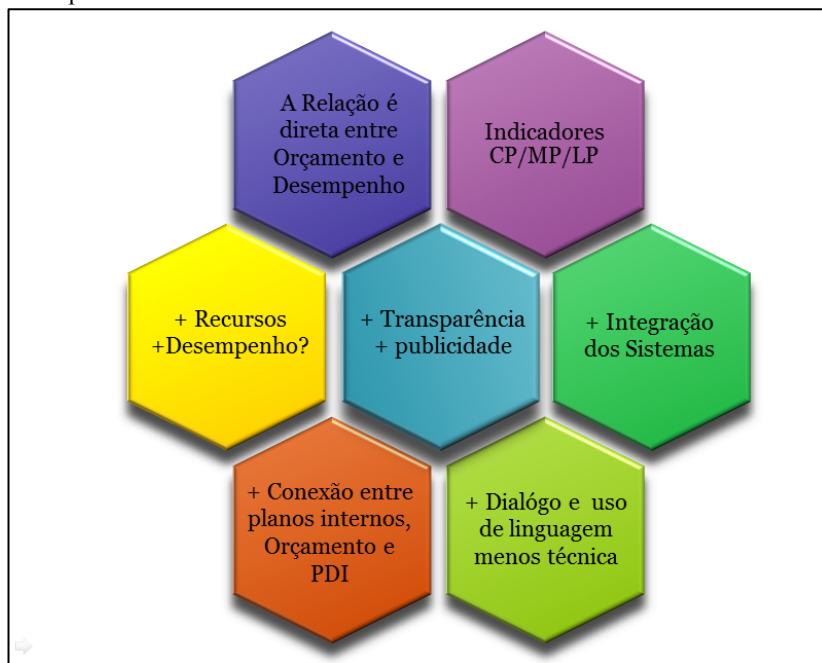 A Relação é
direta entre
Orçamento e
Desempenho
Indicadores
CP/MP/LP
+ Recursos
+Desempenho?
+ Transparência
+ publicidade
+ Integração
dos Sistemas
+ Conexão entre
planos internos,
Orçamento e
PDI
+ Dialógo e uso
de linguagem
menos técnica